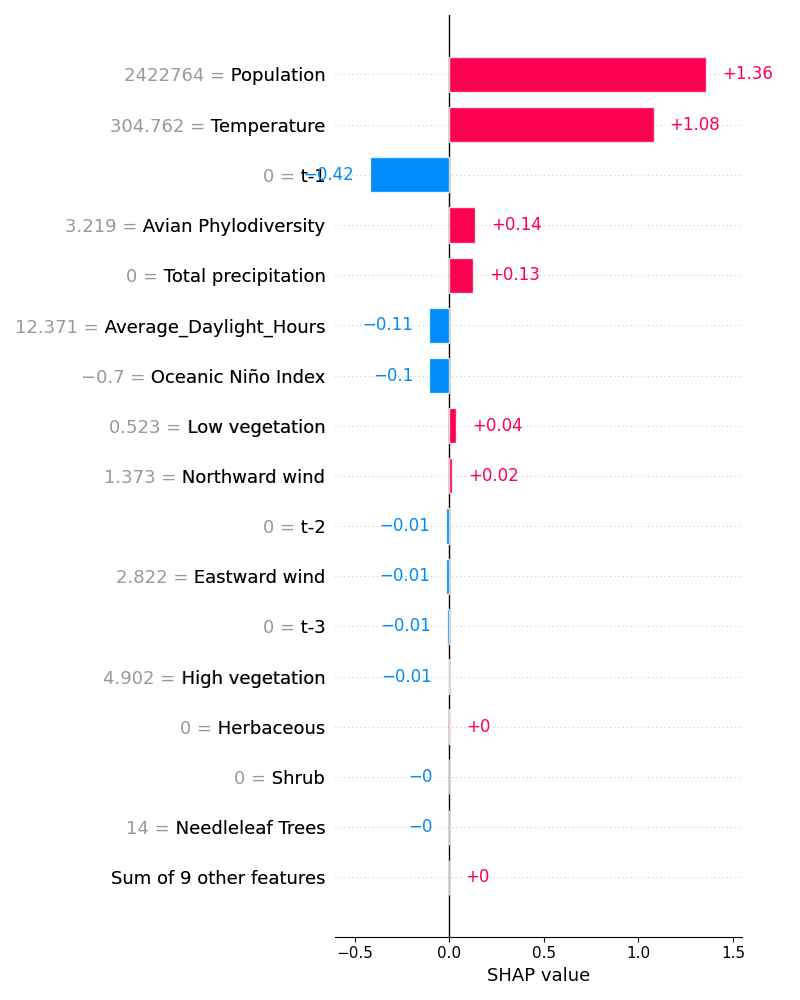 2422764 = Population +1.36
304.762 = Temperature +1.08
0 = t-1 −0.42
3.219 = Avian Phylodiversity +0.14
0 = Total precipitation +0.13
12.371 = Average_Daylight_Hours −0.11
−0.7 = Oceanic Niño Index −0.1
0.523 = Low vegetation +0.04
1.373 = Northward wind +0.02
0 = t-2 −0.01
2.822 = Eastward wind −0.01
0 = t-3 −0.01
4.902 = High vegetation −0.01
0 = Herbaceous +0
0 = Shrub −0
14 = Needleleaf Trees −0
Sum of 9 other features +0
−0.5 0.0 0.5 1.0 1.5
SHAP value